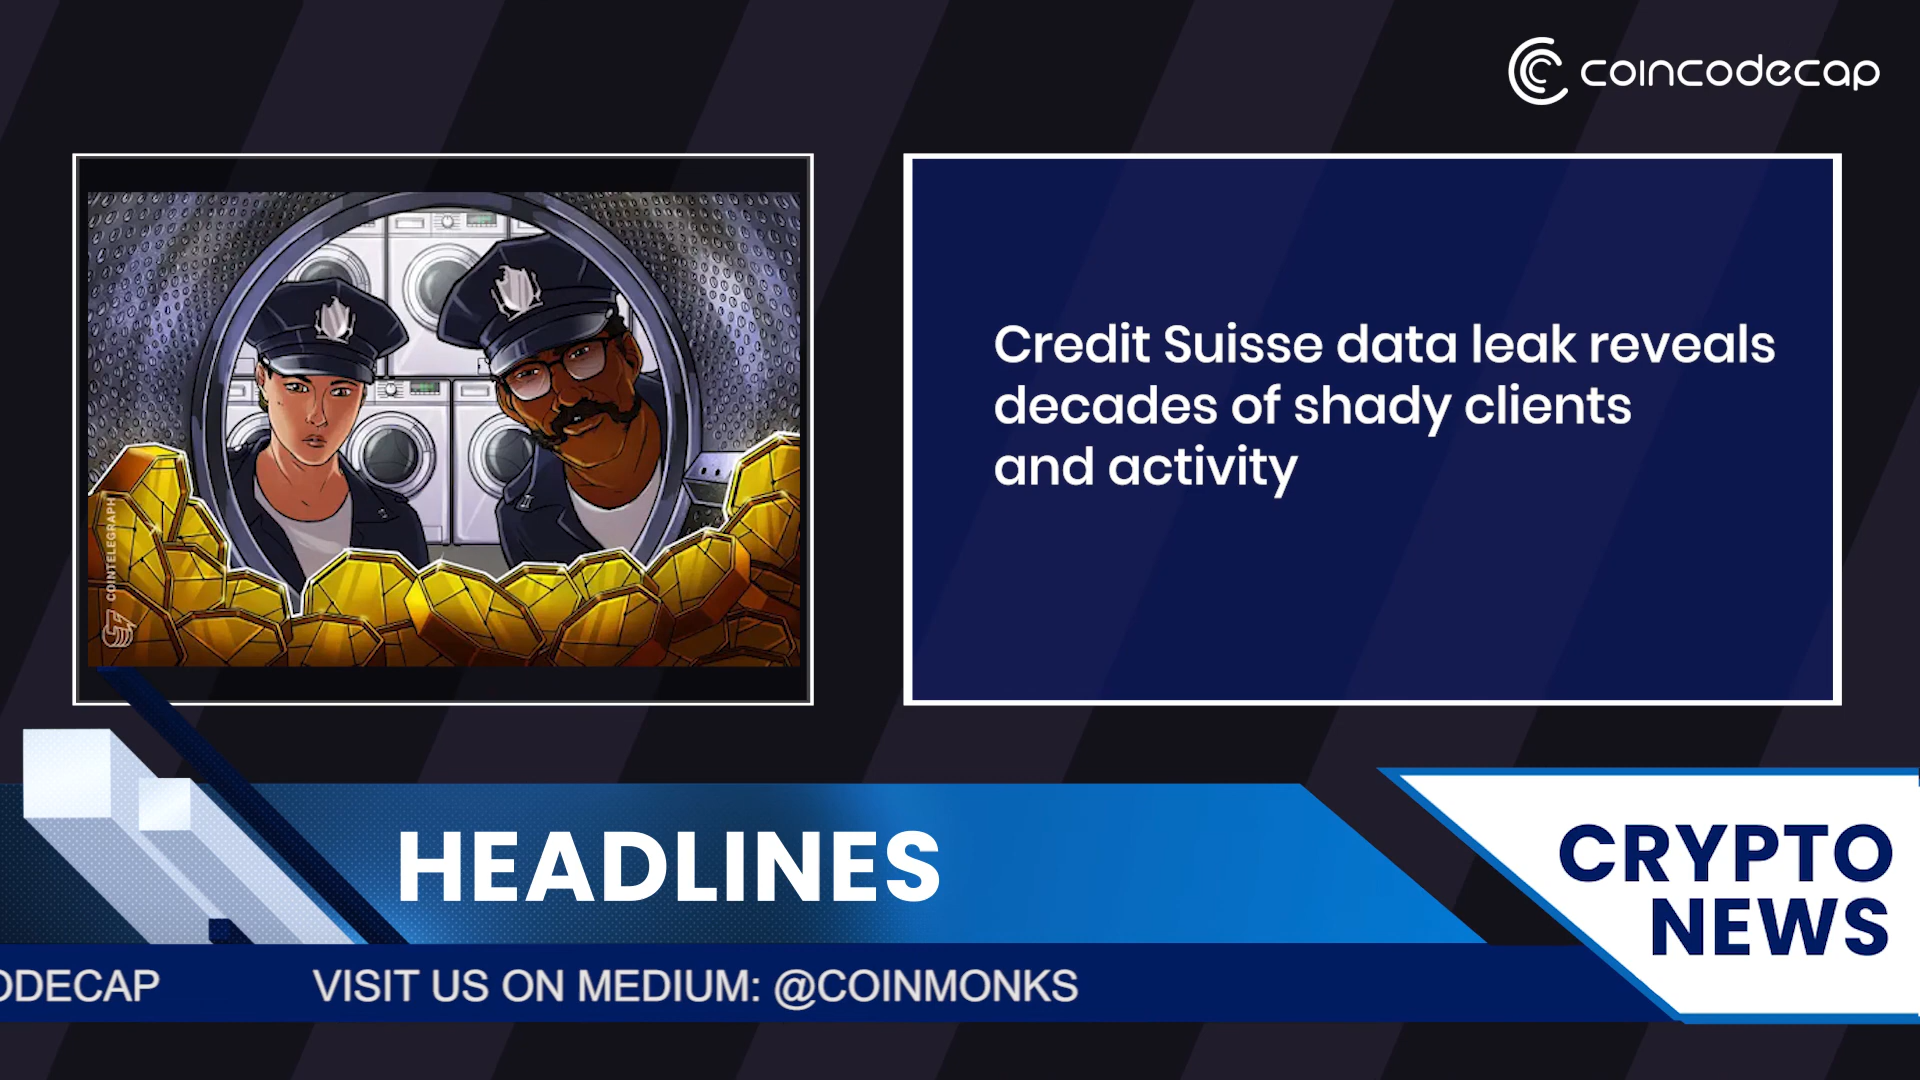 coincodecap
COINTELEGRAPH
Credit Suisse data leak reveals
decades of shady clients
and activity
HEADLINES
CRYPTO
NEWS
ODECAP VISIT US ON MEDIUM: @COINMONKS